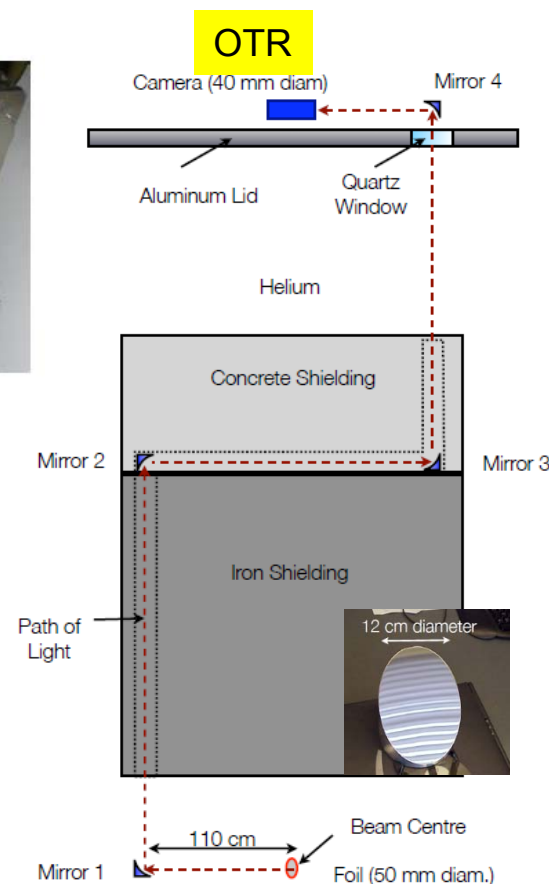 OTR
Camera (40 mm diam)
Mirror 4
Aluminum Lid
Quartz
Window
Helium
Concrete Shielding
Mirror 2
Mirror 3
Iron Shielding
Path of
Light
12 cm diameter
110 cm
Beam Centre
Mirror 1
Foil (50 mm diam.)